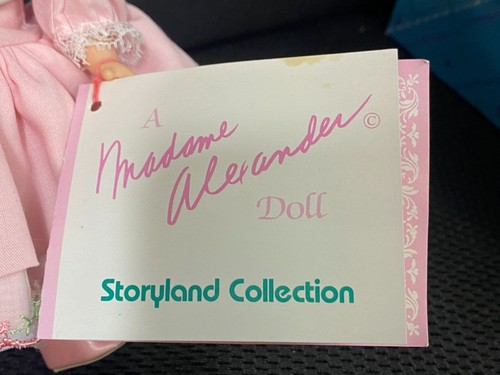 A
Madame
Alexander ©
Doll
Storyland Collection